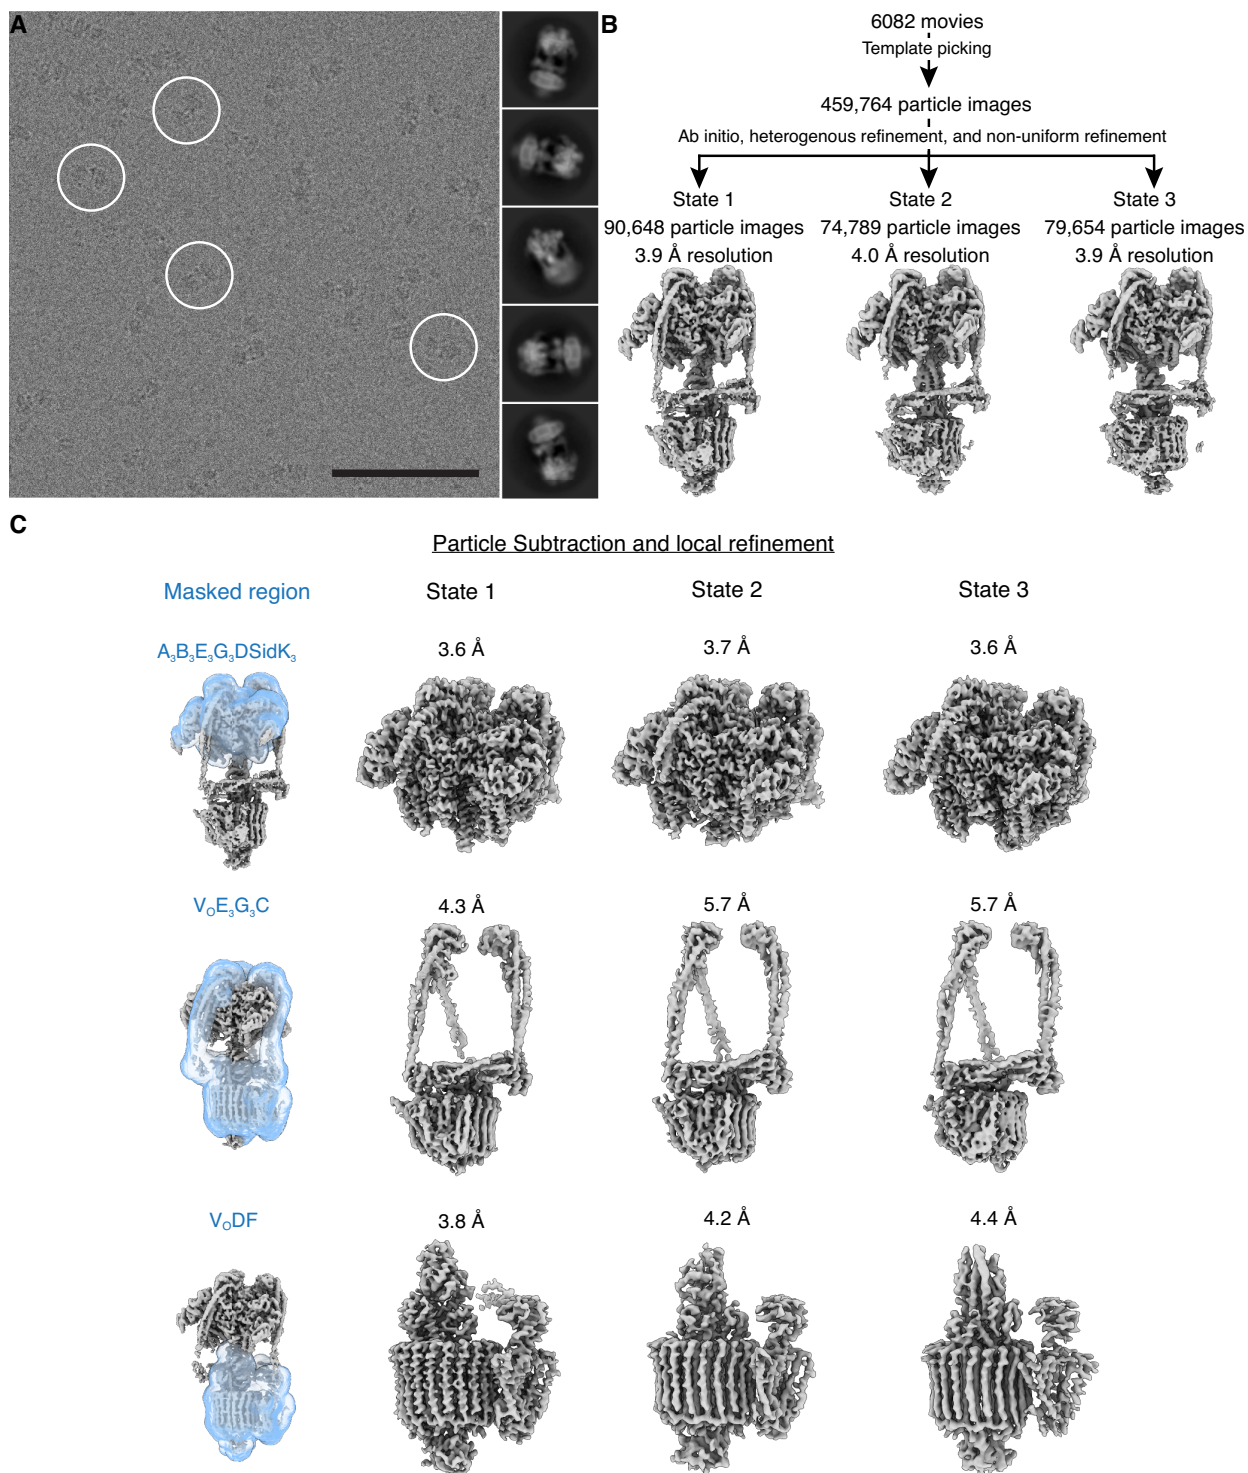 A
B
6082 movies
Template picking
459,764 particle images
Ab initio, heterogenous refinement, and non-uniform refinement
State 1
State 2
State 3
90,648 particle images
74,789 particle images
79,654 particle images
3.9 Å resolution
4.0 Å resolution
3.9 Å resolution
C
Particle Subtraction and local refinement
Masked region
State 1
State 2
State 3
A₃B₃E₃G₃DSidK₃
3.6 Å
3.7 Å
3.6 Å
V₀E₃G₃C
4.3 Å
5.7 Å
5.7 Å
V₀DF
3.8 Å
4.2 Å
4.4 Å